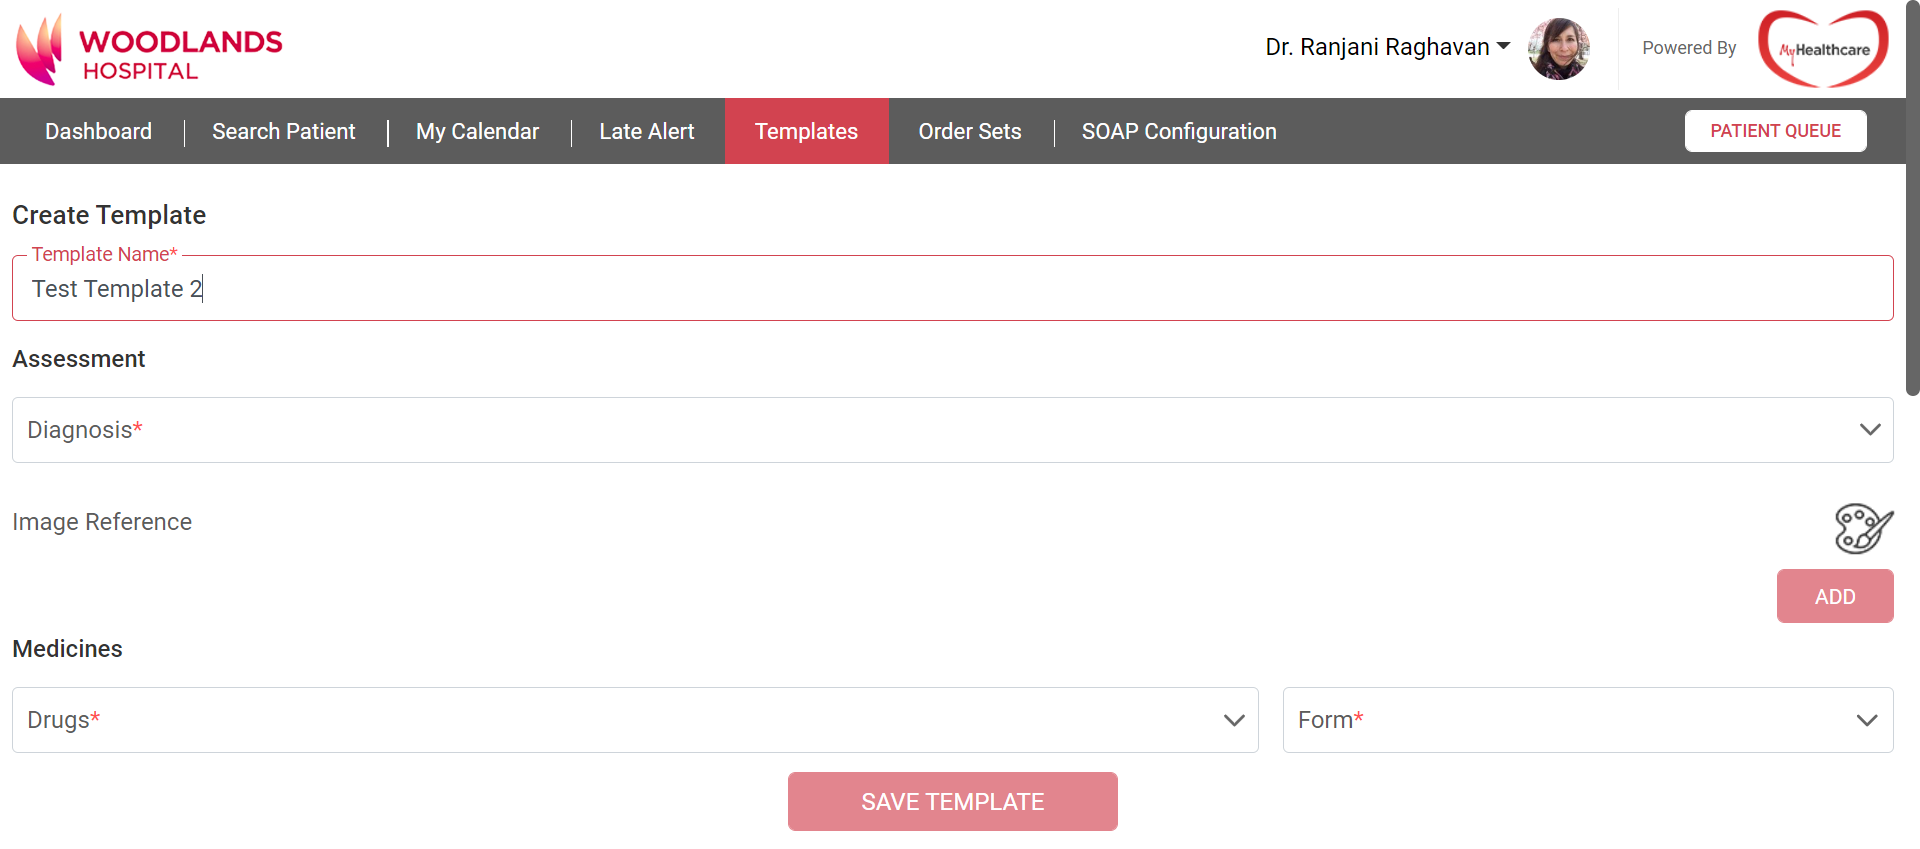 WOODLANDS
HOSPITAL
Dr. Ranjani Raghavan
Powered By
MyHealthcare
Dashboard
Search Patient
My Calendar
Late Alert
Templates
Order Sets
SOAP Configuration
PATIENT QUEUE
Create Template
Template Name*
Test Template 2
Assessment
Diagnosis*
Image Reference
ADD
Medicines
Drugs*
Form*
SAVE TEMPLATE